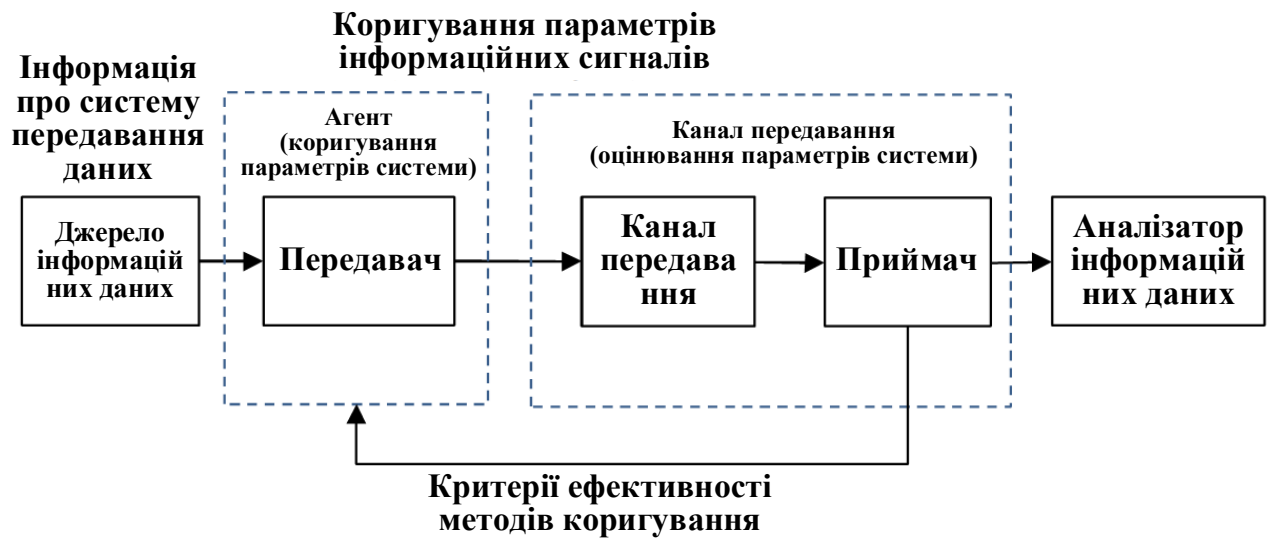 Коригування параметрів
інформаційних сигналів
Інформація
про систему
передавання
даних
Агент
(коригування
параметрів системи)
Канал передавання
(оцінювання параметрів системи)
Джерело
інформацій
них даних
Передавач
Канал
передава
ння
Приймач
Аналізатор
інформацій
них даних
Критерії ефективності
методів коригування